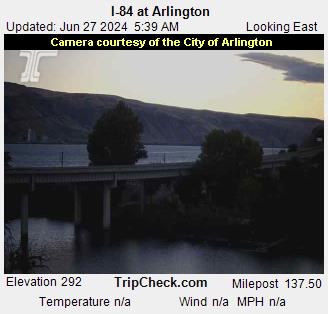 I-84 at Arlington
Updated: Jun 27 2024 5:39 AM Looking East
Camera courtesy of the City of Arlington
Elevation 292 TripCheck.com Milepost 137.50
Temperature n/a Wind n/a MPH n/a